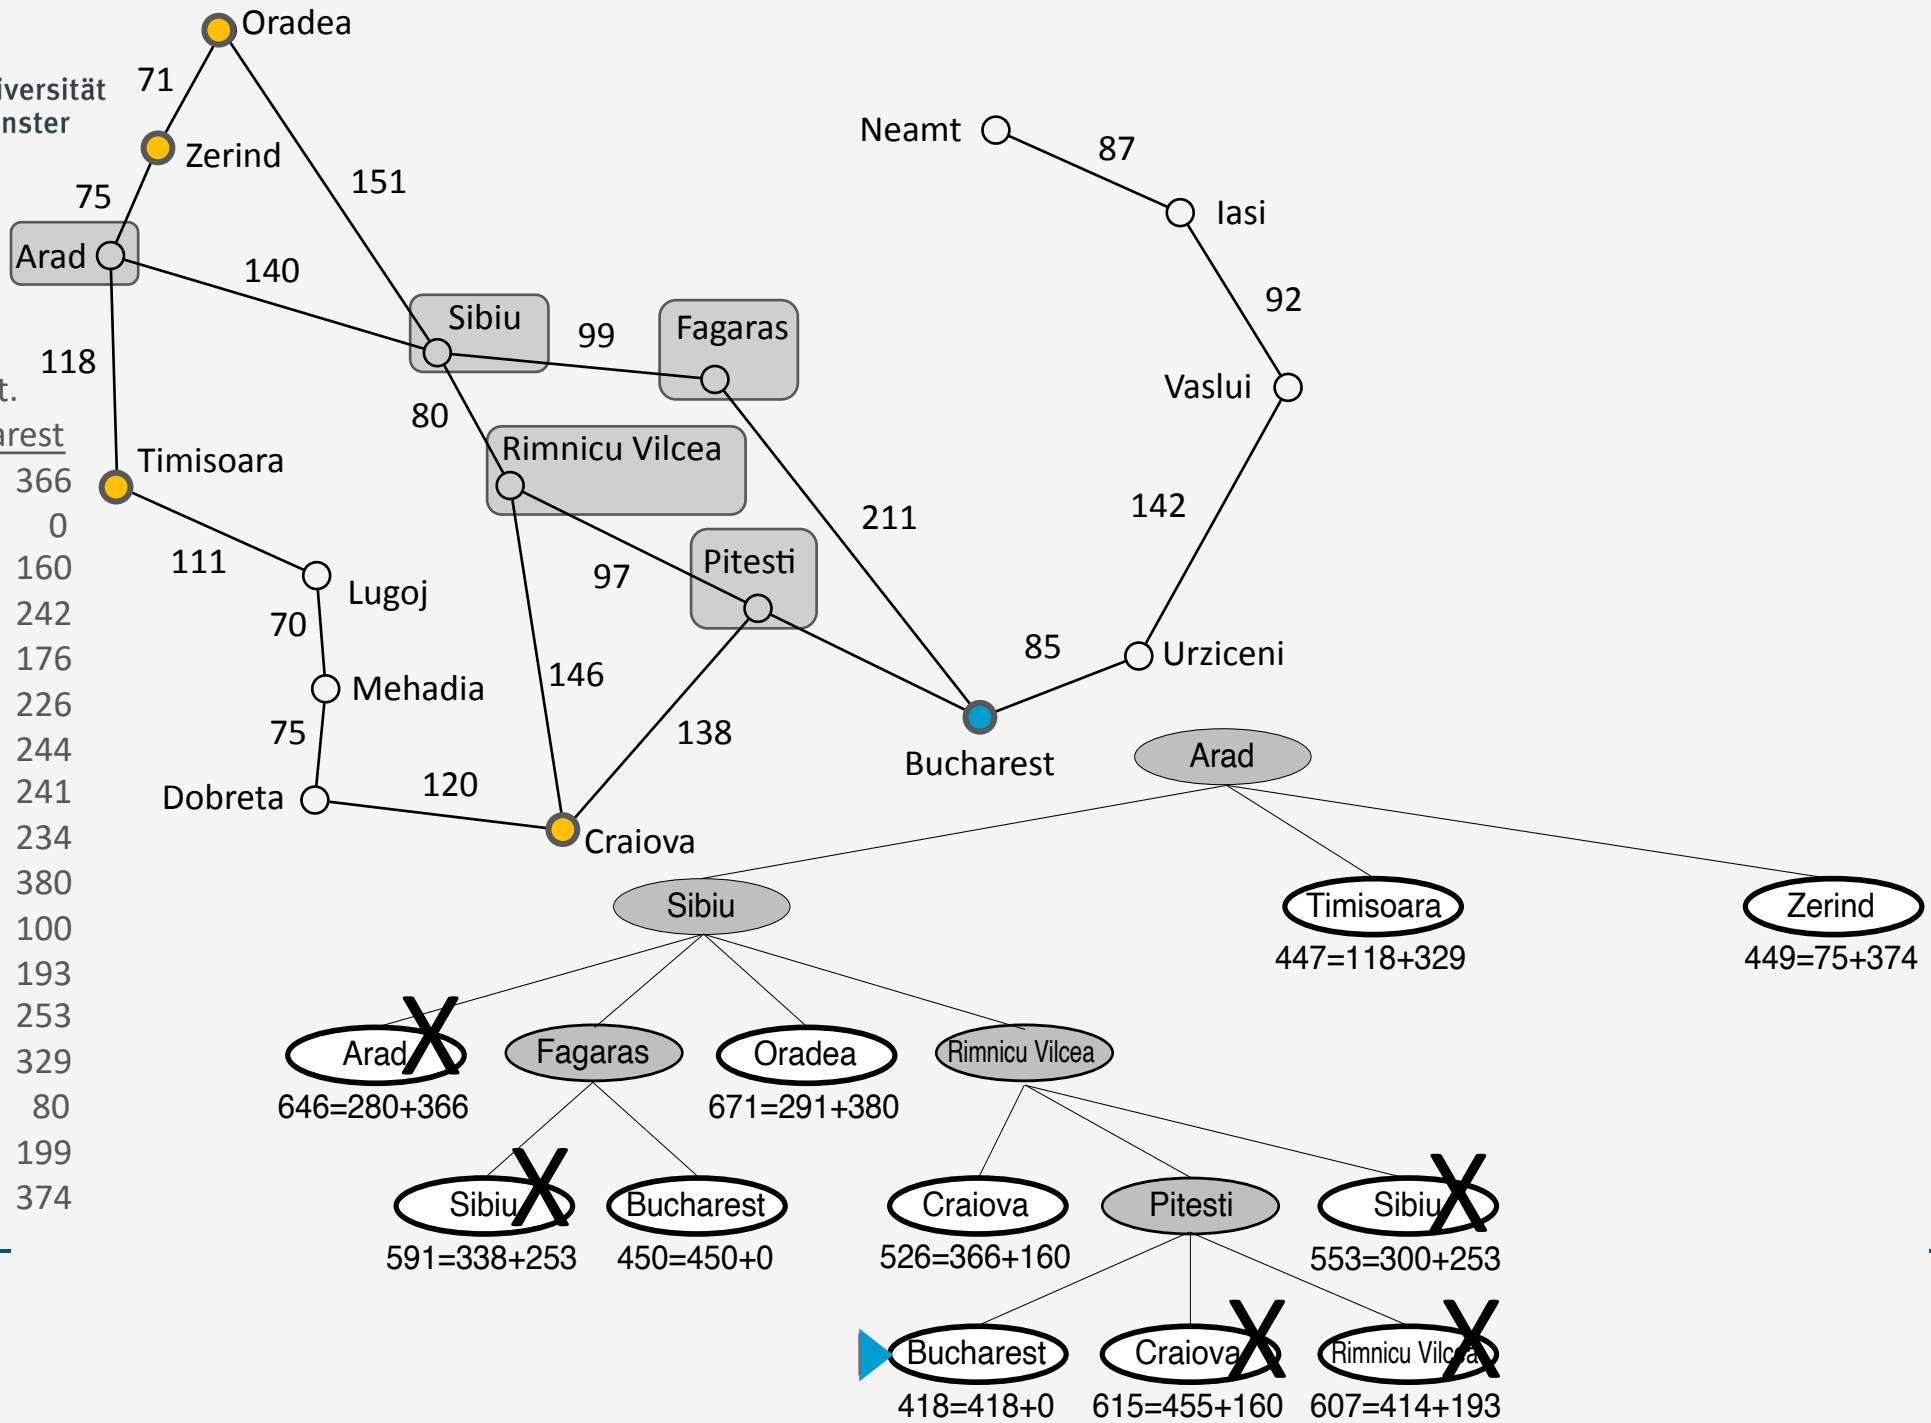 Oradea
71
iversität
nster
Neamt
87
Zerind
151
75
Iasi
Arad
140
92
Sibiu
99
Fagaras
118
t.
Vaslui
80
arest
Rimnicu Vilcea
Timisoara
366
142
211
0
111
97
Pitesti
160
Lugoj
242
70
85
Urziceni
176
146
Mehadia
226
75
138
244
Bucharest
Arad
241
Dobreta
120
234
Craiova
380
Sibiu
Timisoara
Zerind
100
447=118+329
449=75+374
193
253
Arad X
Fagaras
Oradea
Rimnicu Vilcea
329
646=280+366
671=291+380
80
199
374
Sibiu X
Bucharest
Craiova
Pitesti
Sibiu X
591=338+253
450=450+0
526=366+160
553=300+253
Bucharest
Craiova X
Rimnicu Vilcea X
418=418+0
615=455+160
607=414+193